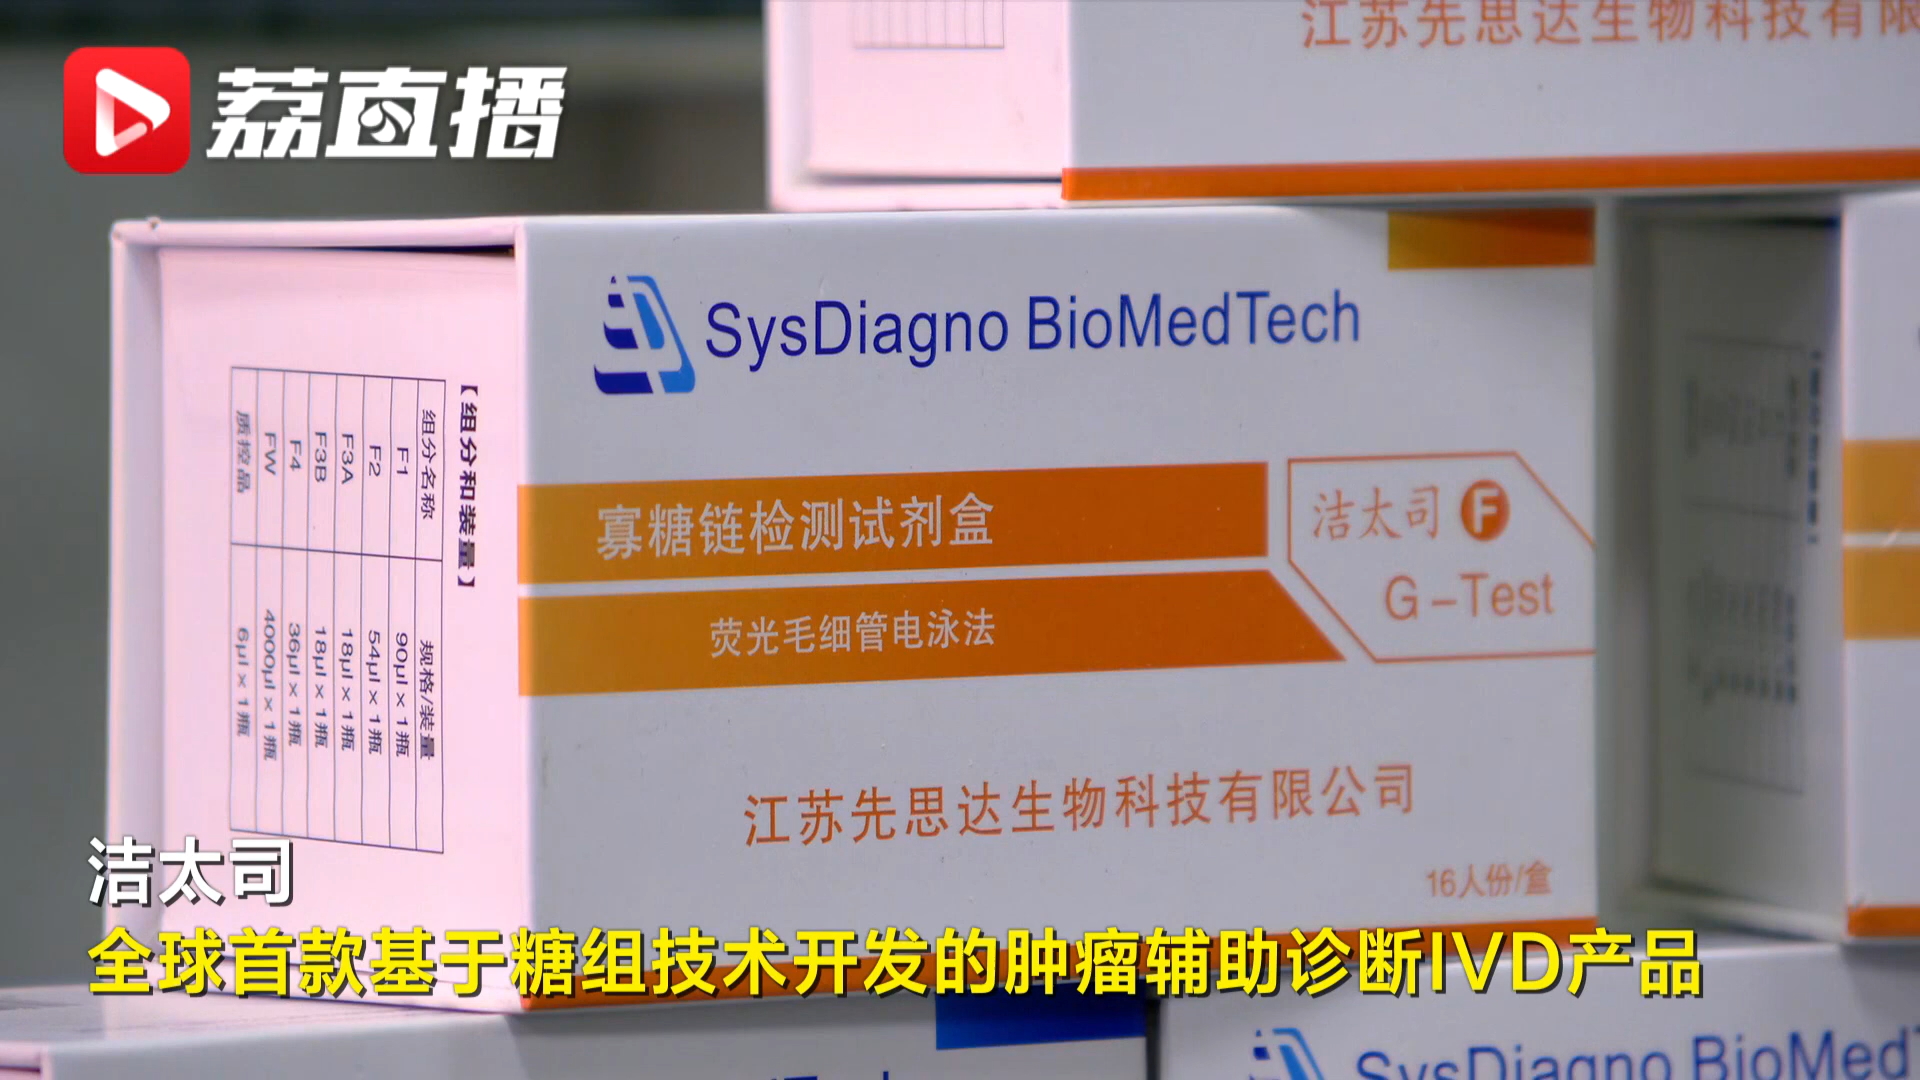 荔直播
江苏先思达生物科技有限
SysDiagno BioMedTech
寡糖链检测试剂盒
荧光毛细管电泳法
洁太司 F
G-Test
江苏先思达生物科技有限公司
16人份/盒
【组分和装量】
组分名称 规格/装量
F1 90μl×1瓶
F2 54μl×1瓶
F3A 18μl×1瓶
F3B 18μl×1瓶
F4 36μl×1瓶
FW 4000μl×1瓶
质控品 6μl×1瓶
洁太司
全球首款基于糖组技术开发的肿瘤辅助诊断IVD产品
SysDiagno BioMedT